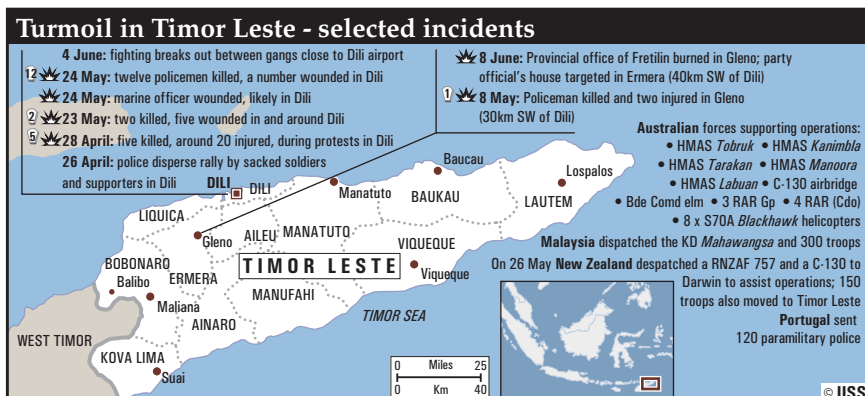 Turmoil in Timor Leste - selected incidents
4 June: fighting breaks out between gangs close to Dili airport
12 24 May: twelve policemen killed, a number wounded in Dili
24 May: marine officer wounded, likely in Dili
2 23 May: two killed, five wounded in and around Dili
5 28 April: five killed, around 20 injured, during protests in Dili
26 April: police disperse rally by sacked soldiers
and supporters in Dili
8 June: Provincial office of Fretilin burned in Gleno; party
official's house targeted in Ermera (40km SW of Dili)
1 8 May: Policeman killed and two injured in Gleno
(30km SW of Dili)
Australian forces supporting operations:
• HMAS Tobruk • HMAS Kanimbla
• HMAS Tarakan • HMAS Manoora
• HMAS Labuan • C-130 airbridge
• Bde Comd elm • 3 RAR Gp • 4 RAR (Cdo)
• 8 x S70A Blackhawk helicopters
Malaysia dispatched the KD Mahawangsa and 300 troops
On 26 May New Zealand despatched a RNZAF 757 and a C-130 to
Darwin to assist operations; 150
troops also moved to Timor Leste
Portugal sent
120 paramilitary police
DILI
DILI
Manatuto
Baucau
Lospalos
BAUKAU
LAUTEM
LIQUICA
Gleno
AILEU
MANATUTO
VIQUEQUE
BOBONARO
ERMERA
TIMOR LESTE
Viqueque
Balibo
Maliana
MANUFAHI
AINARO
TIMOR SEA
WEST TIMOR
KOVA LIMA
Suai
0 Miles 25
0 Km 40
© IISS